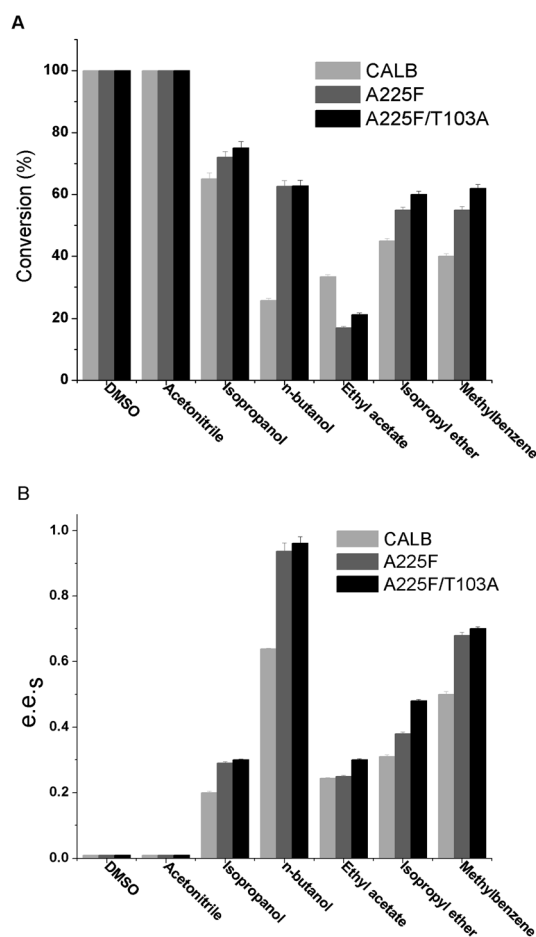 A
Conversion (%)
100
80
60
40
20
0
CALB
A225F
A225F/T103A
DMSO
Acetonitrile
Isopropanol
n-butanol
Ethyl acetate
Isopropyl ether
Methylbenzene
B
e.e.s
1.0
0.8
0.6
0.4
0.2
0.0
CALB
A225F
A225F/T103A
DMSO
Acetonitrile
Isopropanol
n-butanol
Ethyl acetate
Isopropyl ether
Methylbenzene